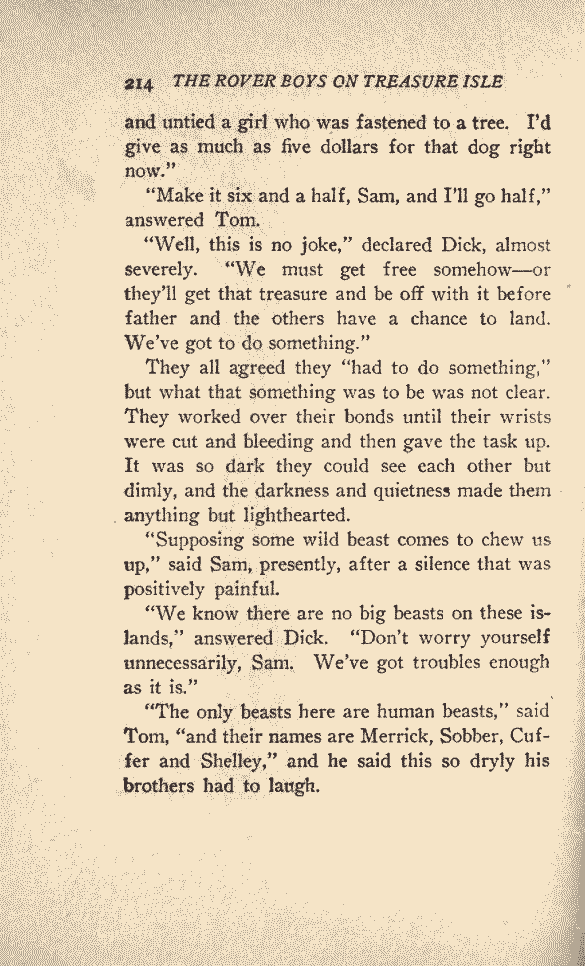 214 THE ROVER BOYS ON TREASURE ISLE
and untied a girl who was fastened to a tree. I'd
give as much as five dollars for that dog right
now."
"Make it six and a half, Sam, and I'll go half,"
answered Tom.
"Well, this is no joke," declared Dick, almost
severely. "We must get free somehow—or
they'll get that treasure and be off with it before
father and the others have a chance to land.
We've got to do something."
They all agreed they "had to do something,"
but what that something was to be was not clear.
They worked over their bonds until their wrists
were cut and bleeding and then gave the task up.
It was so dark they could see each other but
dimly, and the darkness and quietness made them
anything but lighthearted.
"Supposing some wild beast comes to chew us
up," said Sam, presently, after a silence that was
positively painful.
"We know there are no big beasts on these is-
lands," answered Dick. "Don't worry yourself
unnecessarily, Sam. We've got troubles enough
as it is."
"The only beasts here are human beasts," said
Tom, "and their names are Merrick, Sobber, Cuf-
fer and Shelley," and he said this so dryly his
brothers had to laugh.